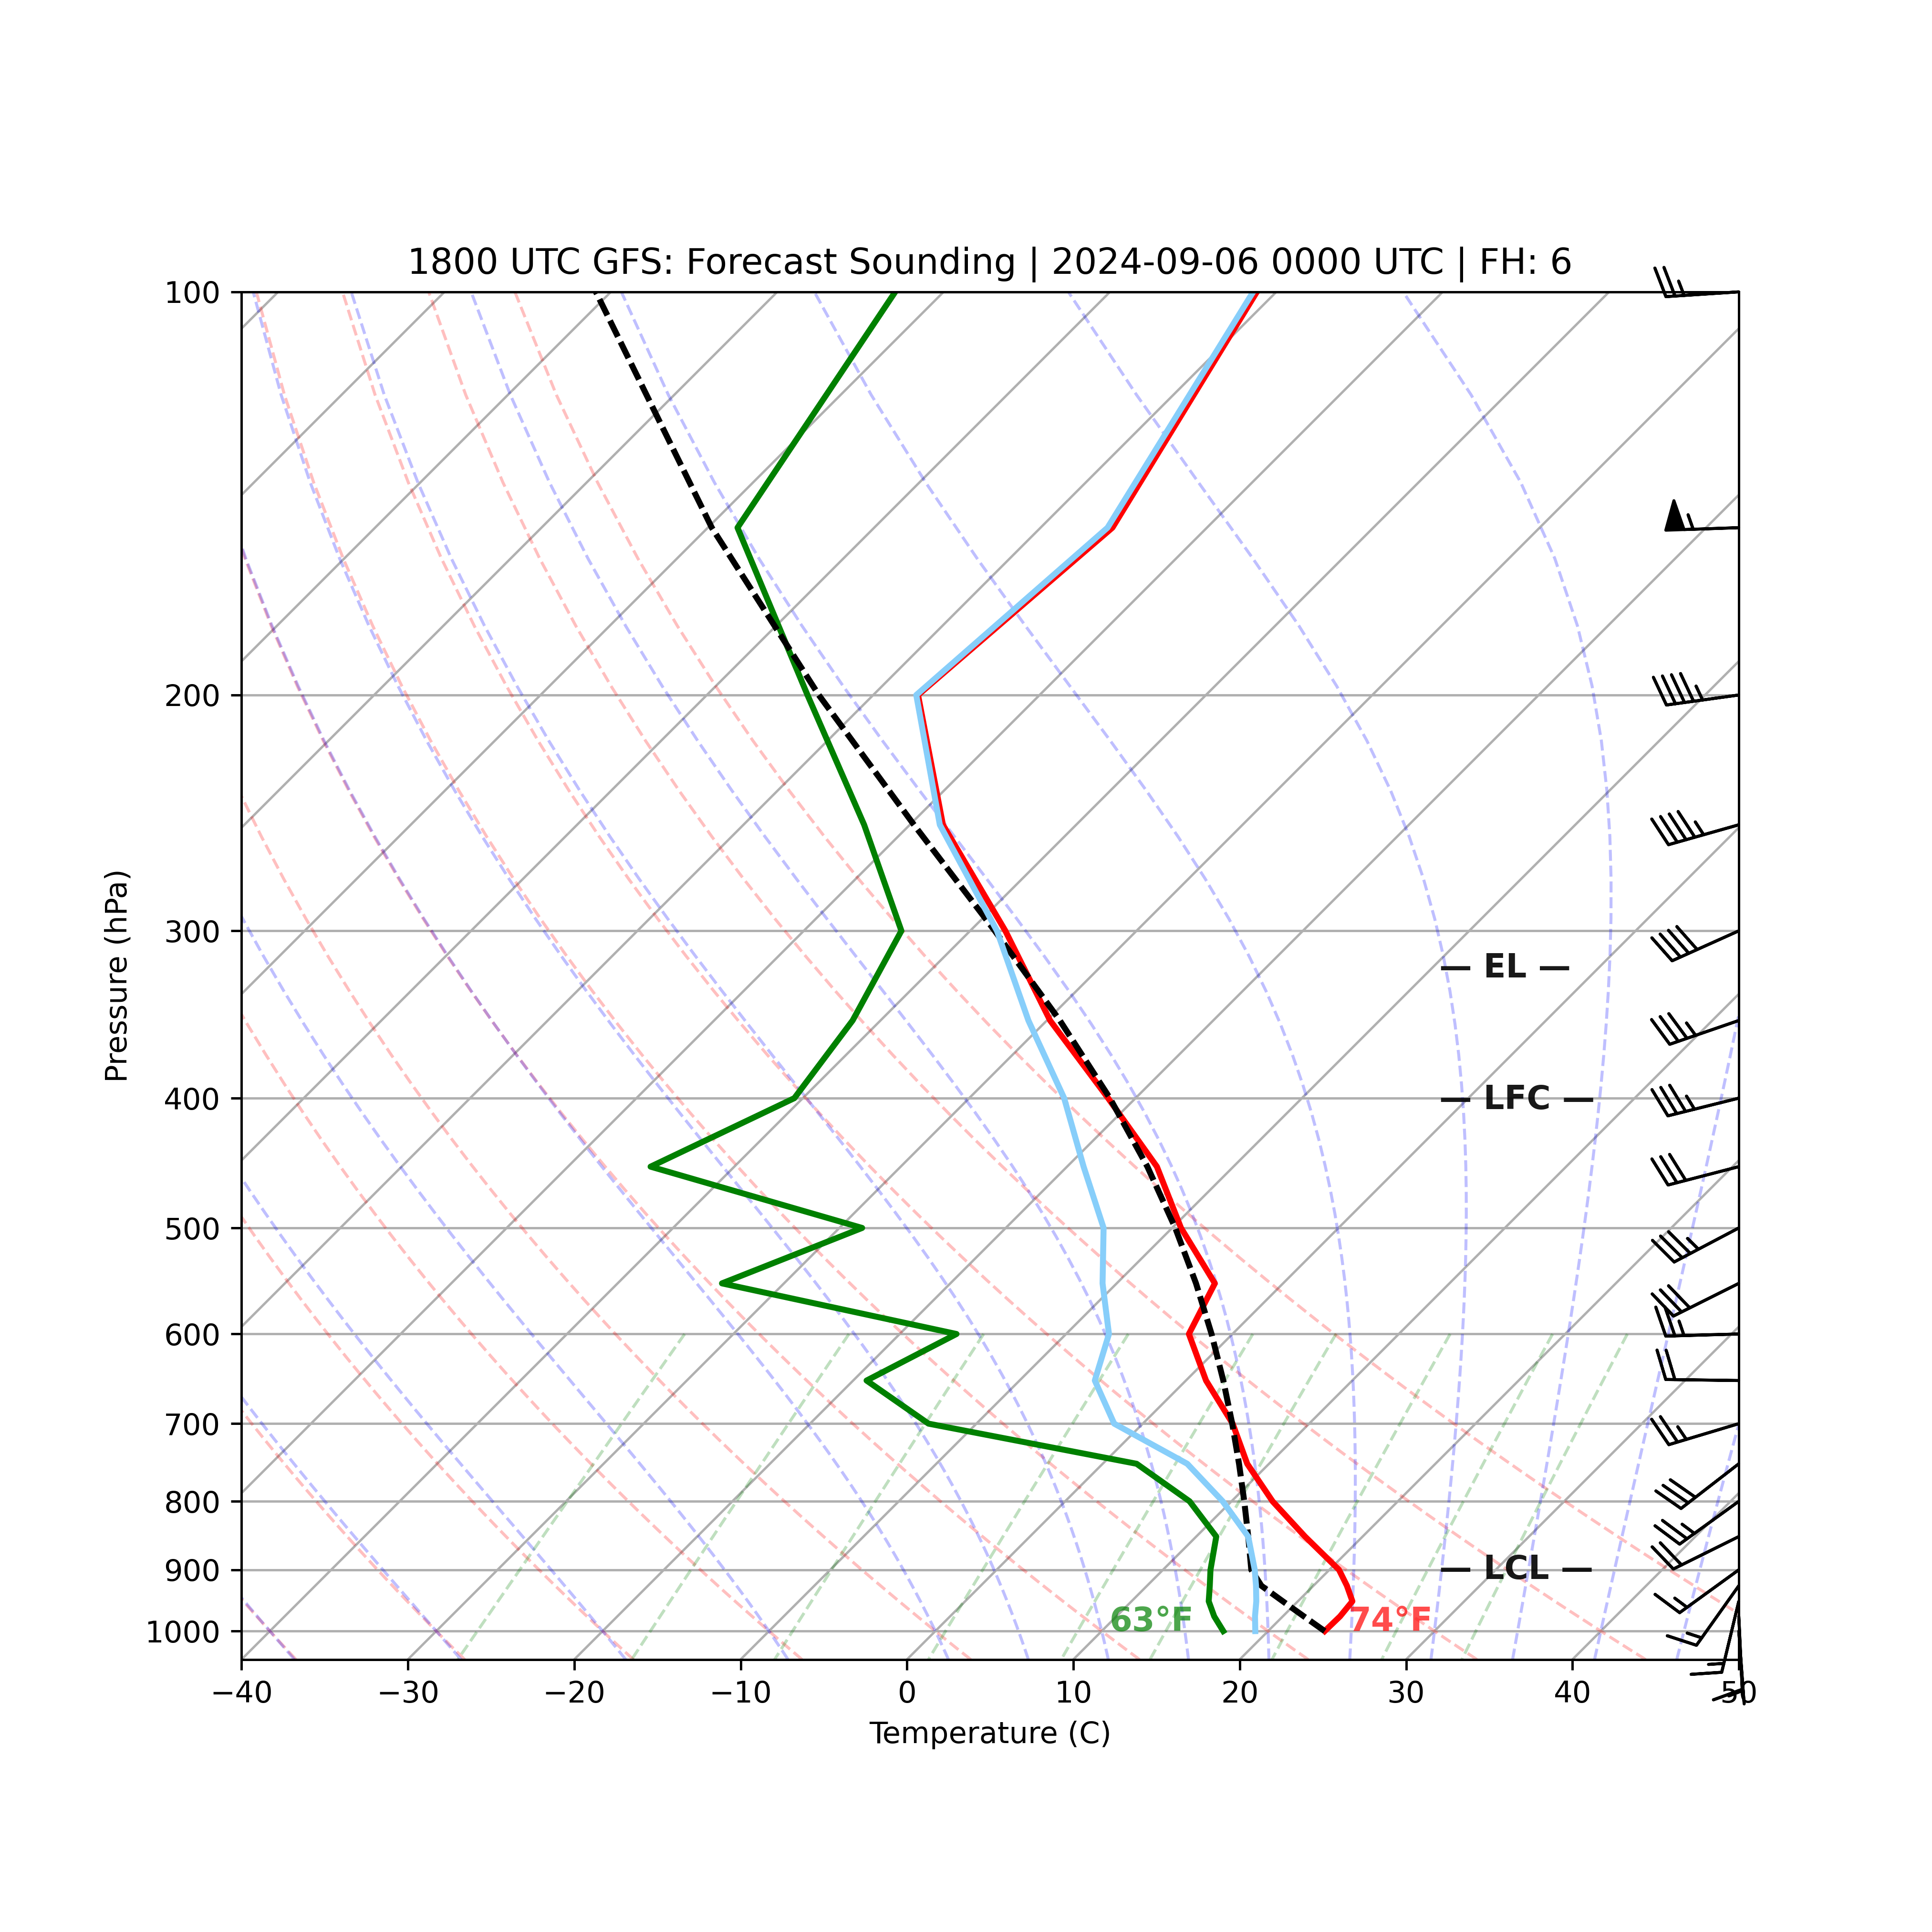 1800 UTC GFS: Forecast Sounding | 2024-09-06 0000 UTC | FH: 6
100
200
300
400
500
600
700
800
900
1000
Pressure (hPa)
— EL —
— LFC —
— LCL —
63°F
74°F
−40
−30
−20
−10
0
10
20
30
40
50
Temperature (C)